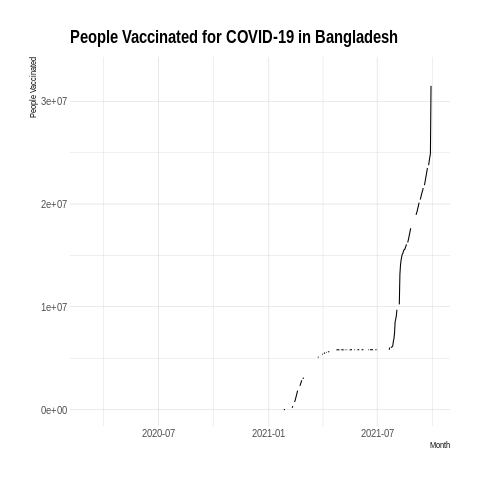 People Vaccinated for COVID-19 in Bangladesh
People Vaccinated
3e+07
2e+07
1e+07
0e+00
2020-07 2021-01 2021-07
Month